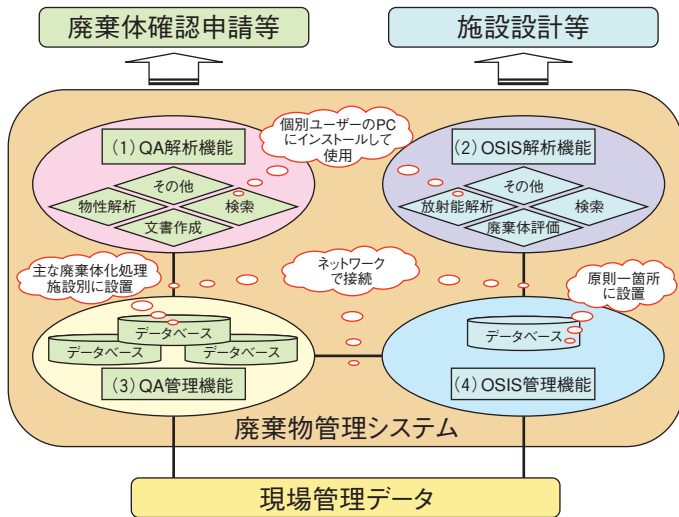 廃棄体確認申請等
施設設計等
個別ユーザーのPC
にインストールして
使用
(1)QA解析機能
その他
物性解析
検索
文書作成
(2)OSIS解析機能
その他
放射能解析
検索
廃棄体評価
主な廃棄体化処理
施設別に設置
ネットワーク
で接続
原則一箇所
に設置
データベース
データベース
データベース
(3)QA管理機能
データベース
(4)OSIS管理機能
廃棄物管理システム
現場管理データ